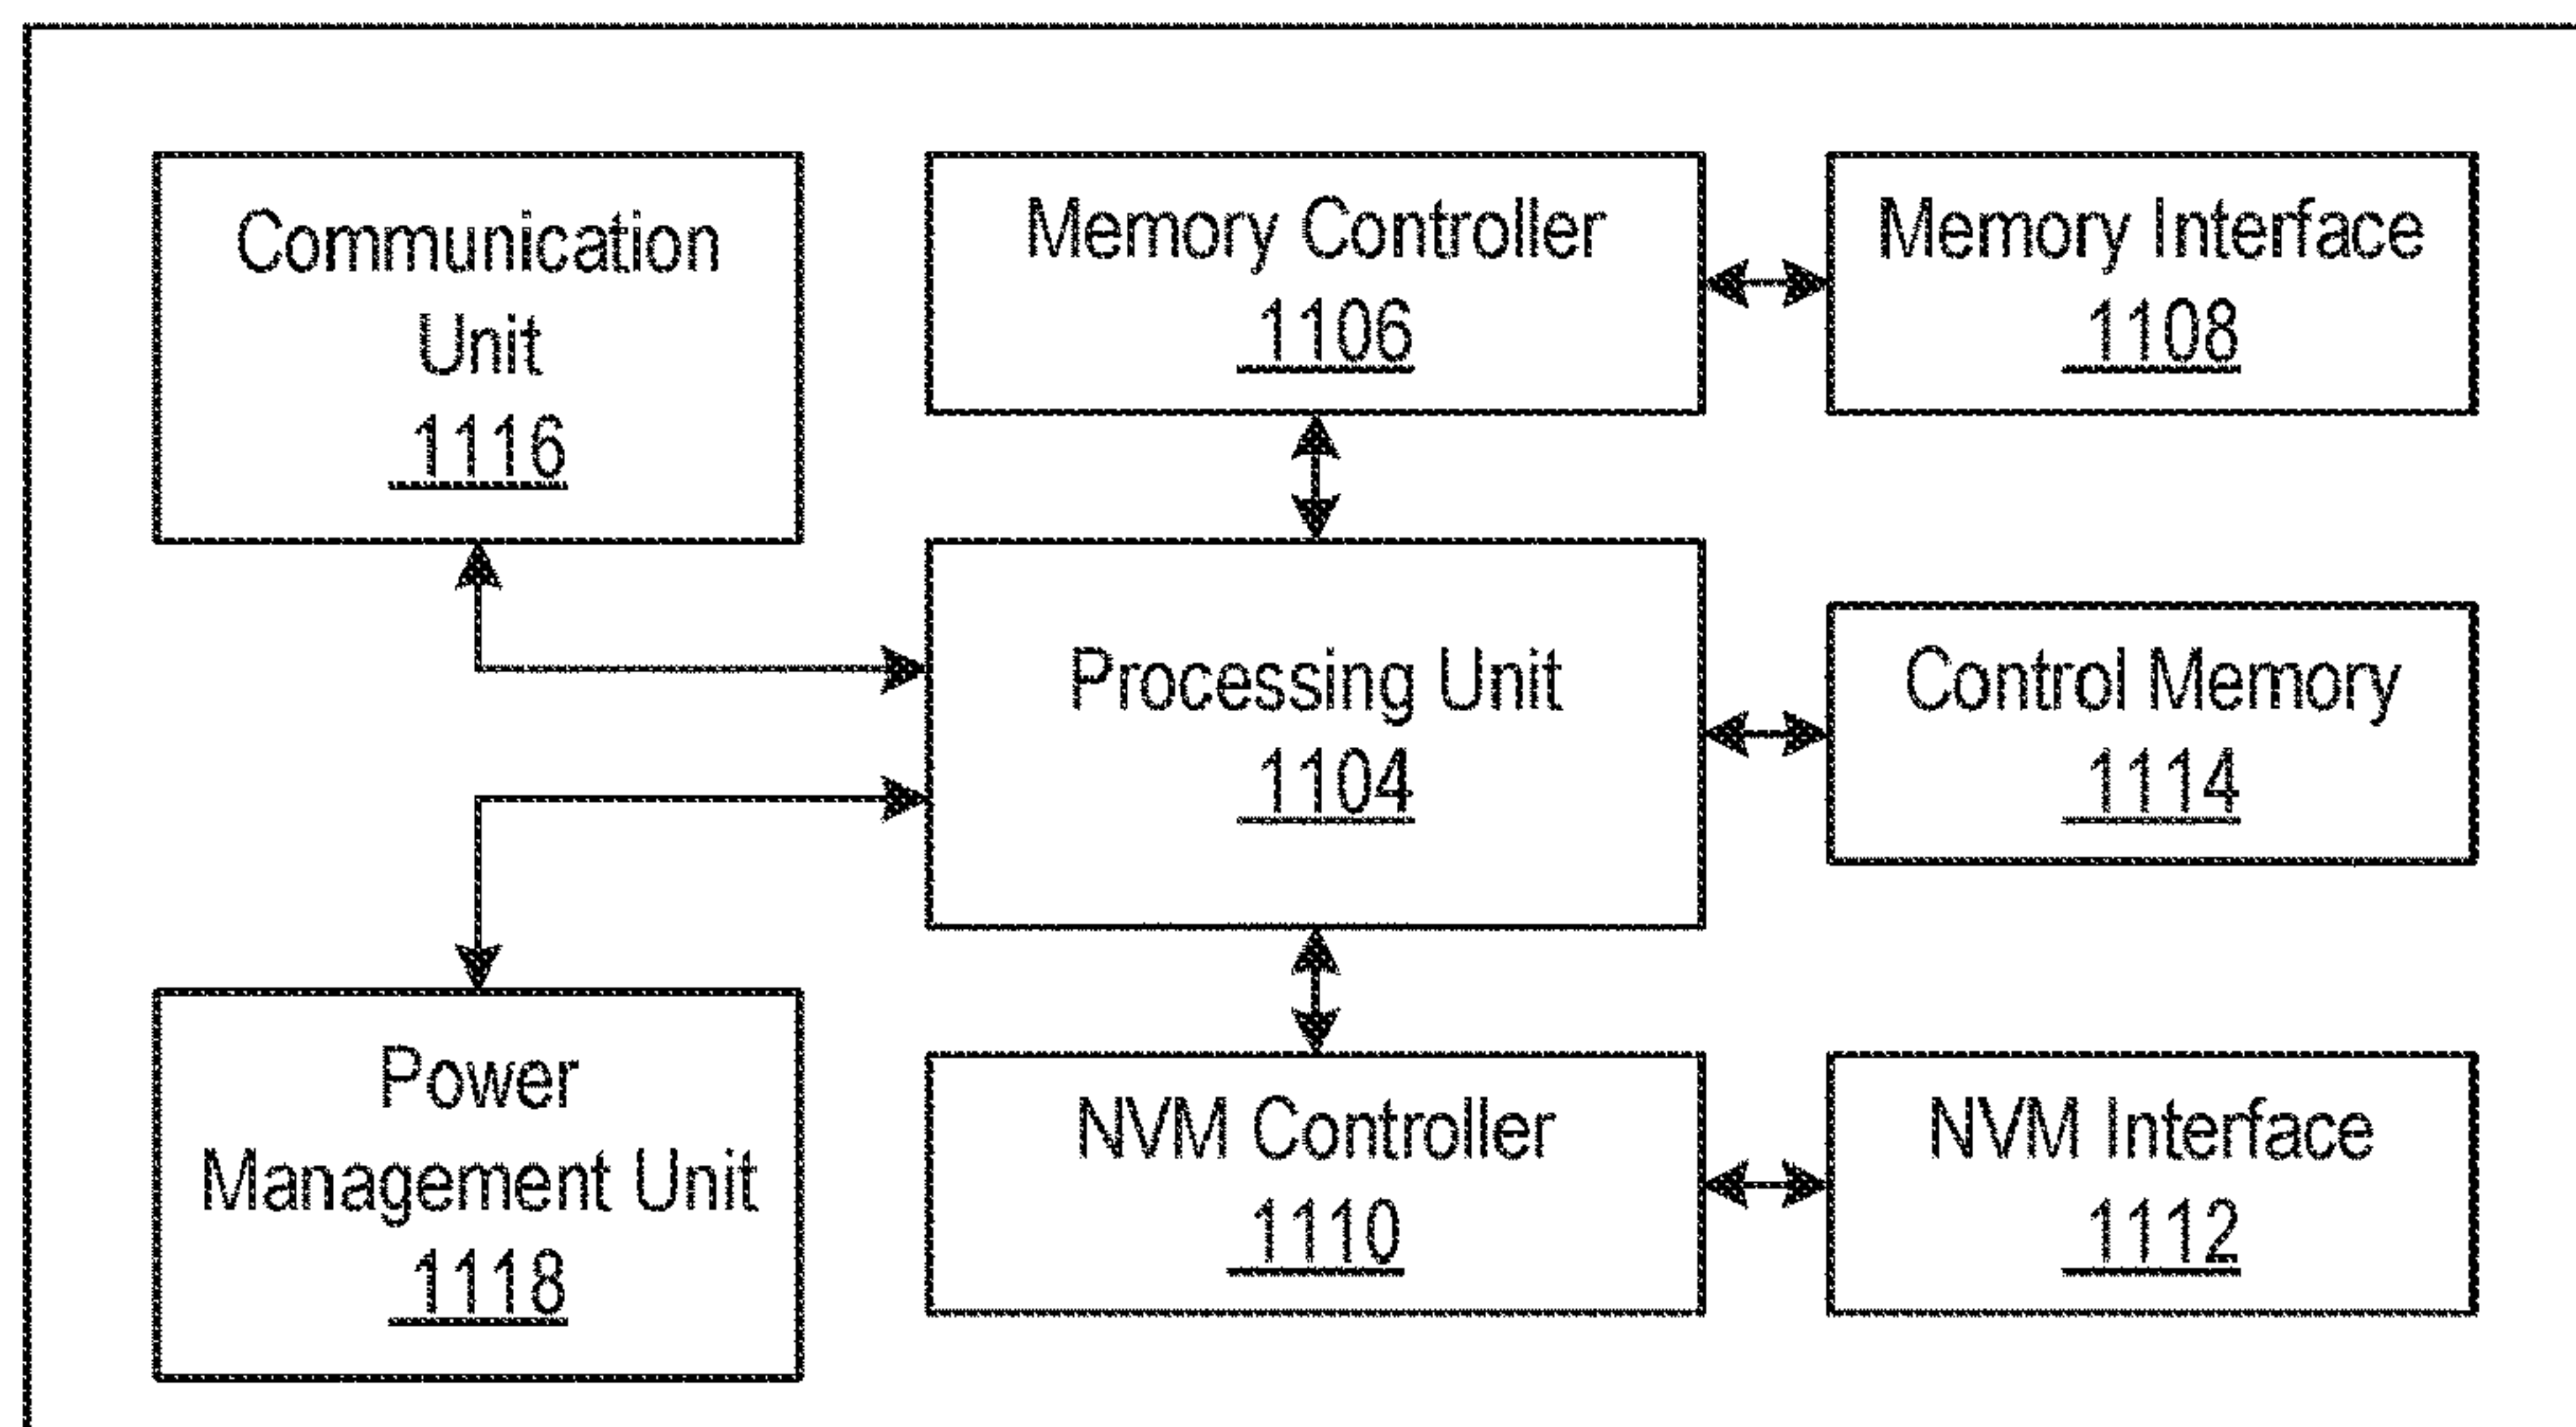 Communication
Unit
1116
Memory Controller
1106
Memory Interface
1108
Processing Unit
1104
Control Memory
1114
Power
Management Unit
1118
NVM Controller
1110
NVM Interface
1112